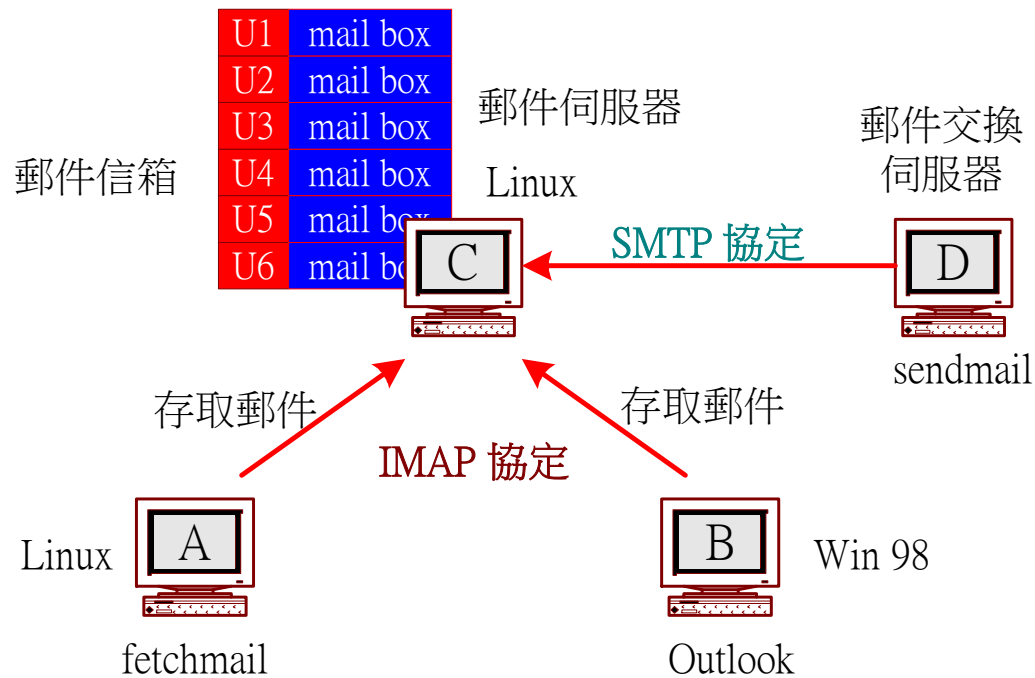 U1 mail box
U2 mail box
U3 mail box
U4 mail box
U5 mail box
U6 mail box
郵件信箱
郵件伺服器
Linux
郵件交換
伺服器
C
SMTP 協定
D
sendmail
存取郵件
存取郵件
IMAP 協定
Linux
A
fetchmail
B
Win 98
Outlook